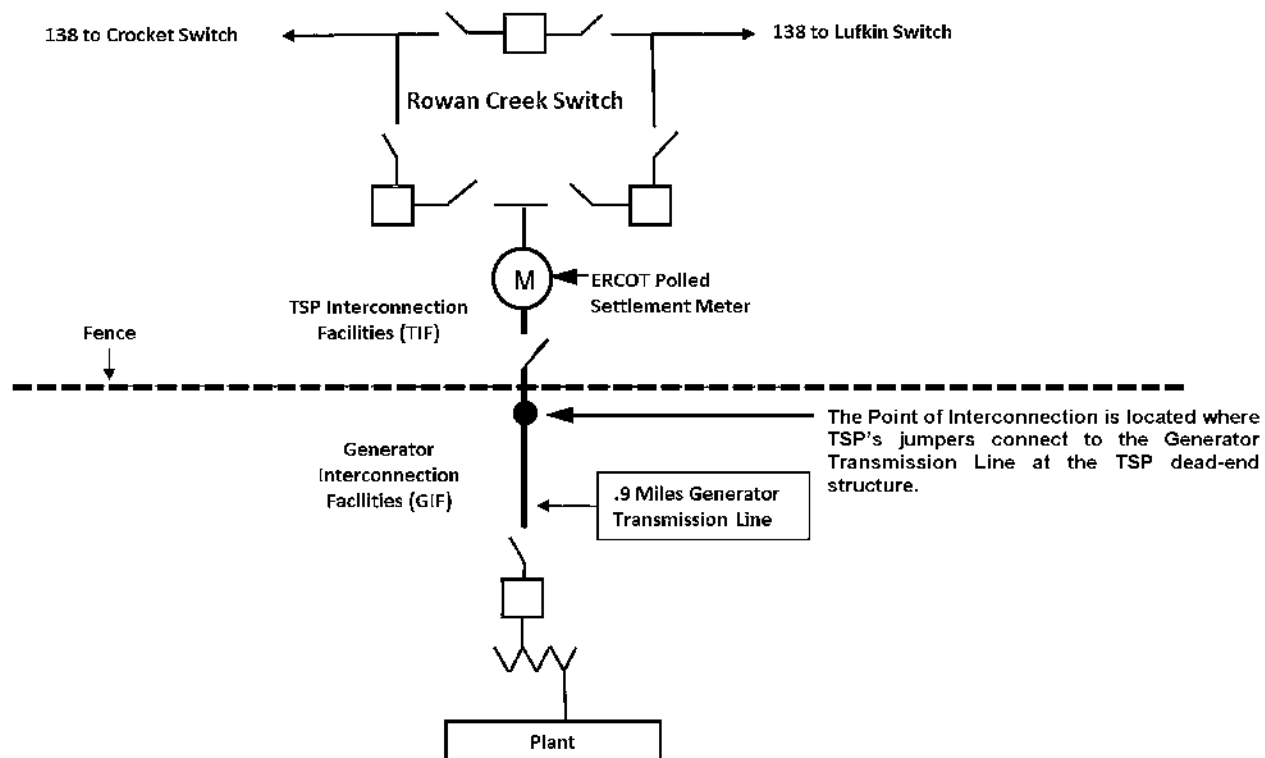 138 to Crocket Switch
138 to Lufkin Switch
Rowan Creek Switch
M
ERCOT Polled
Settlement Meter
TSP Interconnection
Facilities (TIF)
Fence
The Point of Interconnection is located where
TSP's jumpers connect to the Generator
Transmission Line at the TSP dead-end
structure.
Generator
Interconnection
Facilities (GIF)
.9 Miles Generator
Transmission Line
Plant